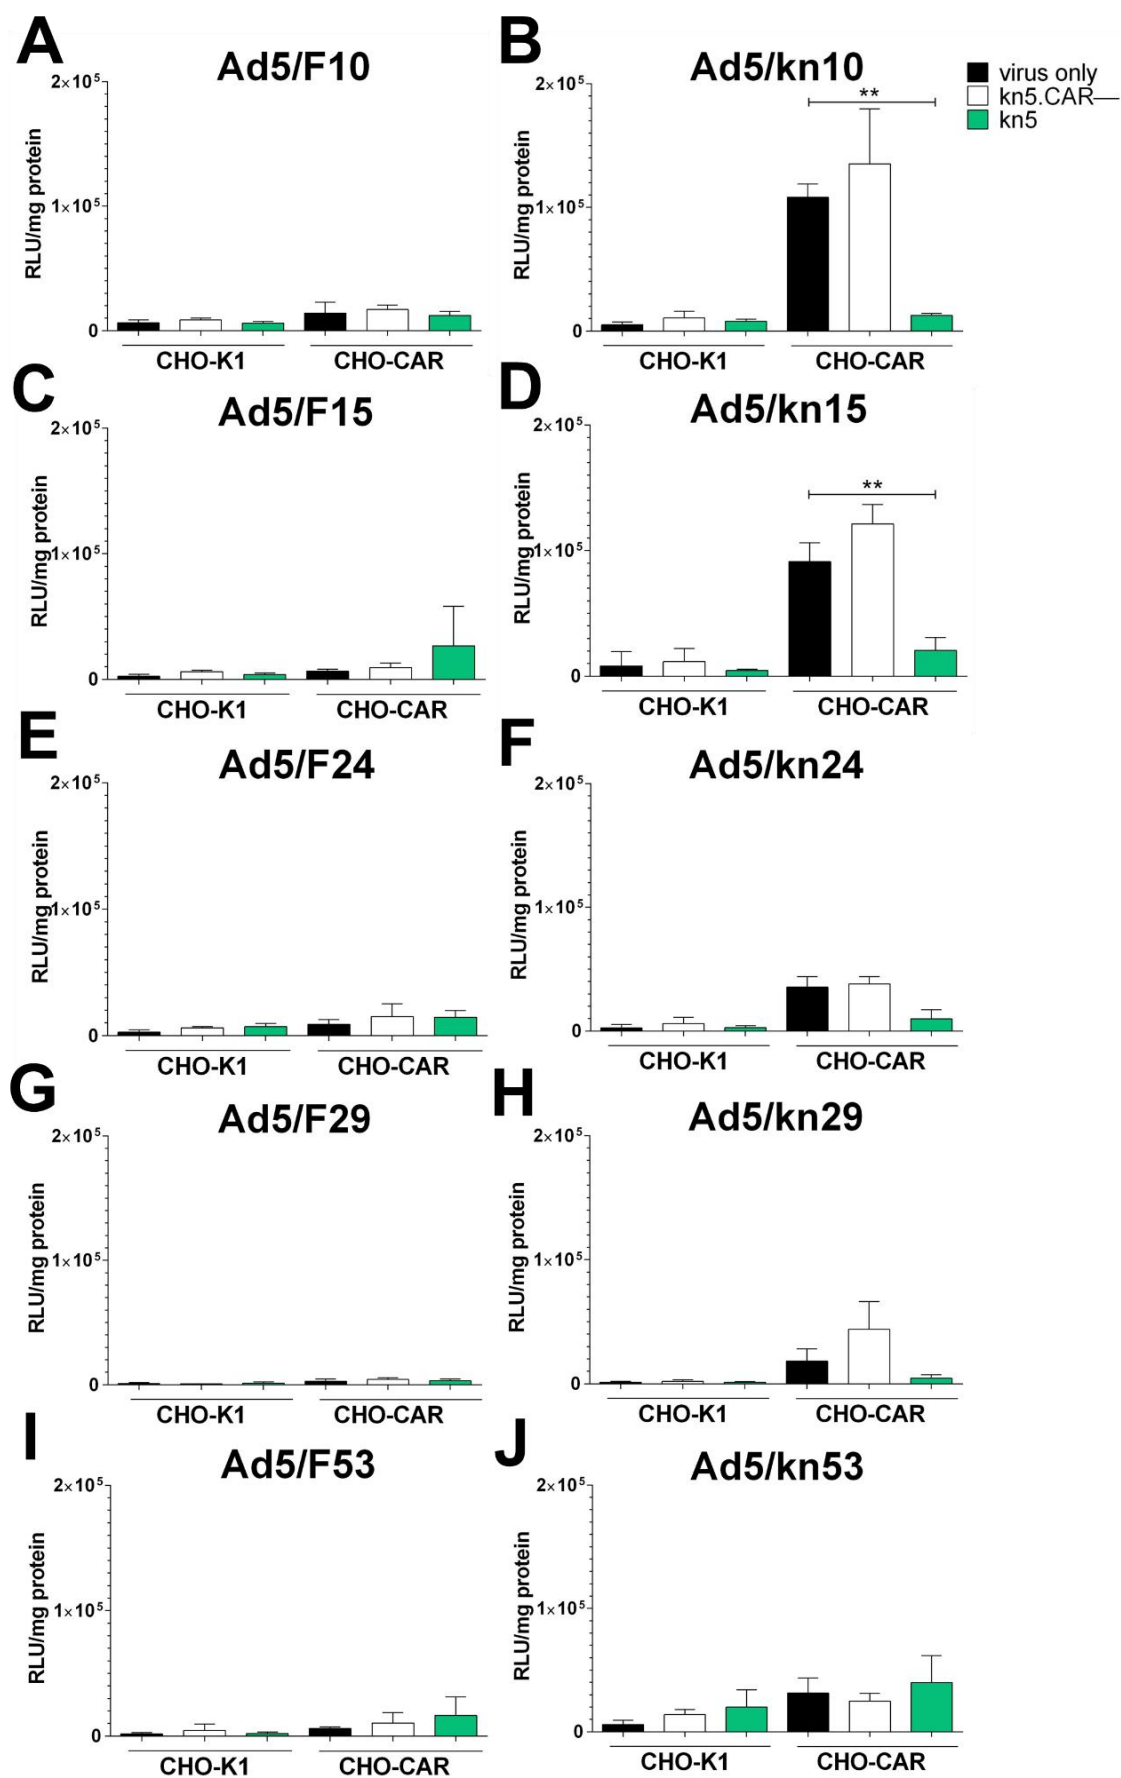 A
Ad5/F10
2×10⁵
1×10⁵
0
RLU/mg protein
CHO-K1
CHO-CAR
B
Ad5/kn10
virus only
kn5.CAR—
kn5
2×10⁵
1×10⁵
0
RLU/mg protein
**
CHO-K1
CHO-CAR
C
Ad5/F15
2×10⁵
1×10⁵
0
RLU/mg protein
CHO-K1
CHO-CAR
D
Ad5/kn15
2×10⁵
1×10⁵
0
RLU/mg protein
**
CHO-K1
CHO-CAR
E
Ad5/F24
2×10⁵
1×10⁵
0
RLU/mg protein
CHO-K1
CHO-CAR
F
Ad5/kn24
2×10⁵
1×10⁵
0
RLU/mg protein
CHO-K1
CHO-CAR
G
Ad5/F29
2×10⁵
1×10⁵
0
RLU/mg protein
CHO-K1
CHO-CAR
H
Ad5/kn29
2×10⁵
1×10⁵
0
RLU/mg protein
CHO-K1
CHO-CAR
I
Ad5/F53
2×10⁵
1×10⁵
0
RLU/mg protein
CHO-K1
CHO-CAR
J
Ad5/kn53
2×10⁵
1×10⁵
0
RLU/mg protein
CHO-K1
CHO-CAR